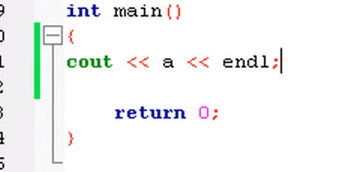 int main()
{
cout << a << endl;
return 0;
}